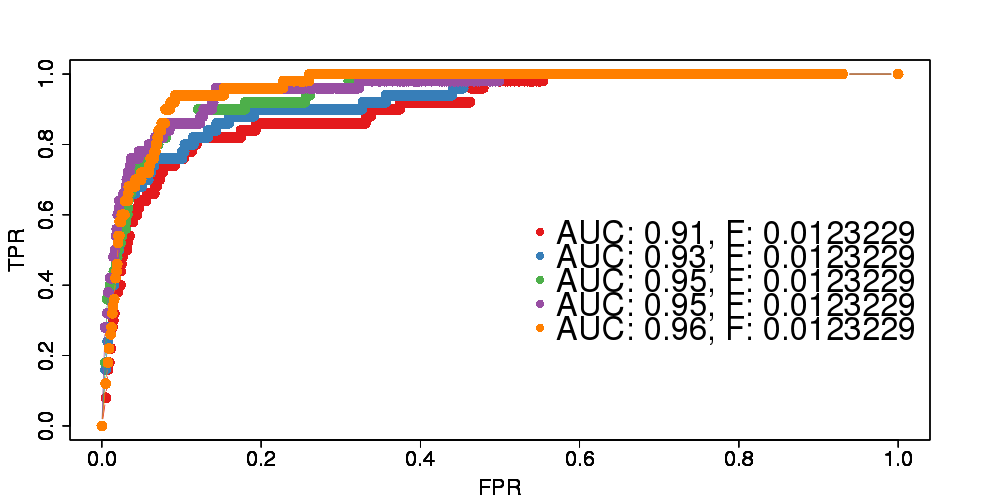 1.0
0.8
0.6
0.4
0.2
0.0
TPR
AUC: 0.91, F: 0.0123229
AUC: 0.93, F: 0.0123229
AUC: 0.95, F: 0.0123229
AUC: 0.95, F: 0.0123229
AUC: 0.96, F: 0.0123229
0.0 0.2 0.4 0.6 0.8 1.0
FPR